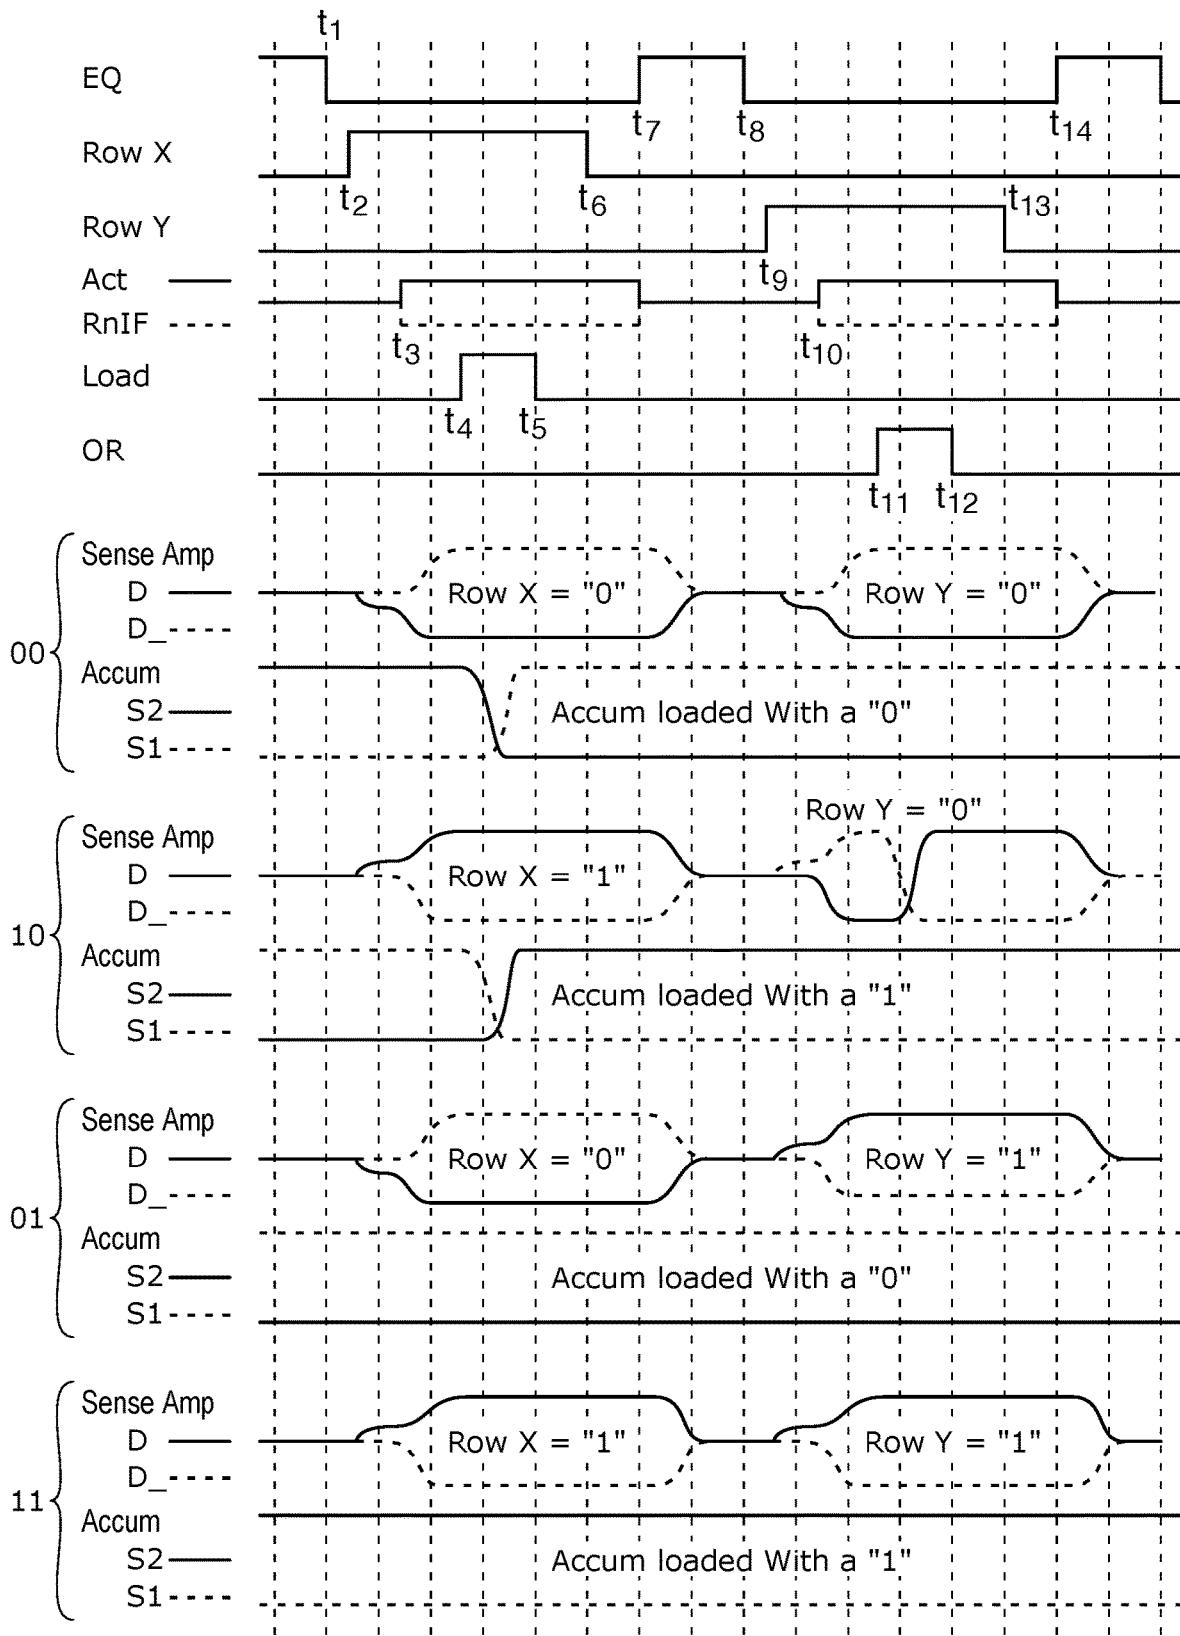 t1
EQ
t7
t8
t14
Row X
t2
t6
t13
Row Y
t9
Act
RnIF
t3
t10
Load
t4
t5
OR
t11
t12
00
Sense Amp
D
D_
Row X = "0"
Row Y = "0"
Accum
S2
S1
Accum loaded With a "0"
10
Row Y = "0"
Sense Amp
D
D_
Row X = "1"
Accum
S2
S1
Accum loaded With a "1"
01
Sense Amp
D
D_
Row X = "0"
Row Y = "1"
Accum
S2
S1
Accum loaded With a "0"
11
Sense Amp
D
D_
Row X = "1"
Row Y = "1"
Accum
S2
S1
Accum loaded With a "1"